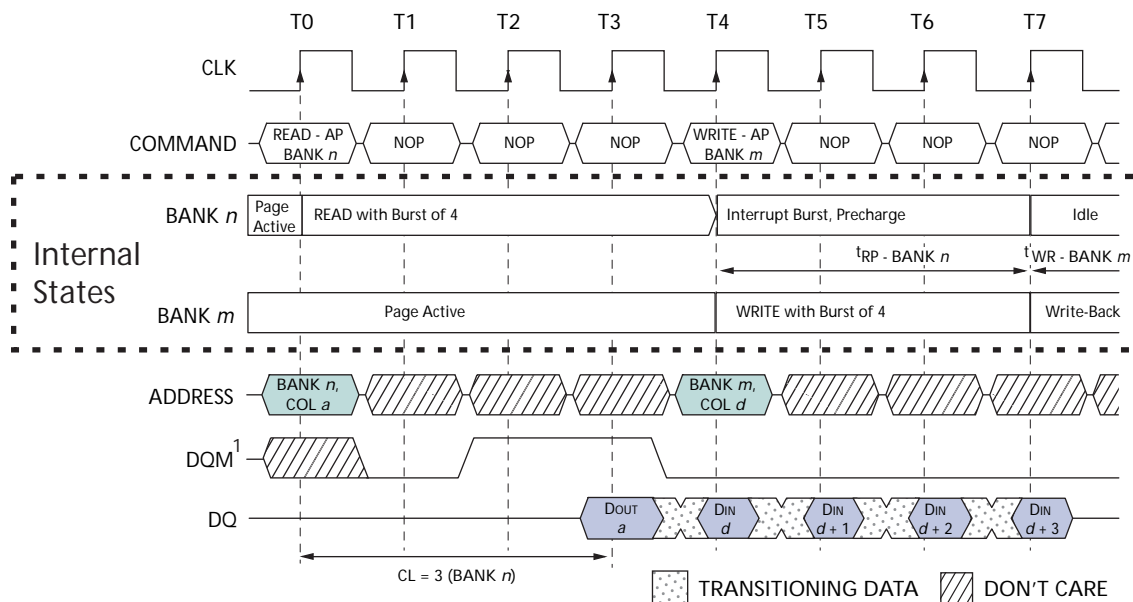 T0 T1 T2 T3 T4 T5 T6 T7
CLK
COMMAND
READ - AP
BANK n
NOP
NOP
NOP
WRITE - AP
BANK m
NOP
NOP
NOP
Internal
States
BANK n
Page
Active
READ with Burst of 4
Interrupt Burst, Precharge
Idle
tRP - BANK n
tWR - BANK m
BANK m
Page Active
WRITE with Burst of 4
Write-Back
ADDRESS
BANK n,
COL a
BANK m,
COL d
DQM1
DQ
DOUT
a
DIN
d
DIN
d + 1
DIN
d + 2
DIN
d + 3
CL = 3 (BANK n)
TRANSITIONING DATA
DON'T CARE